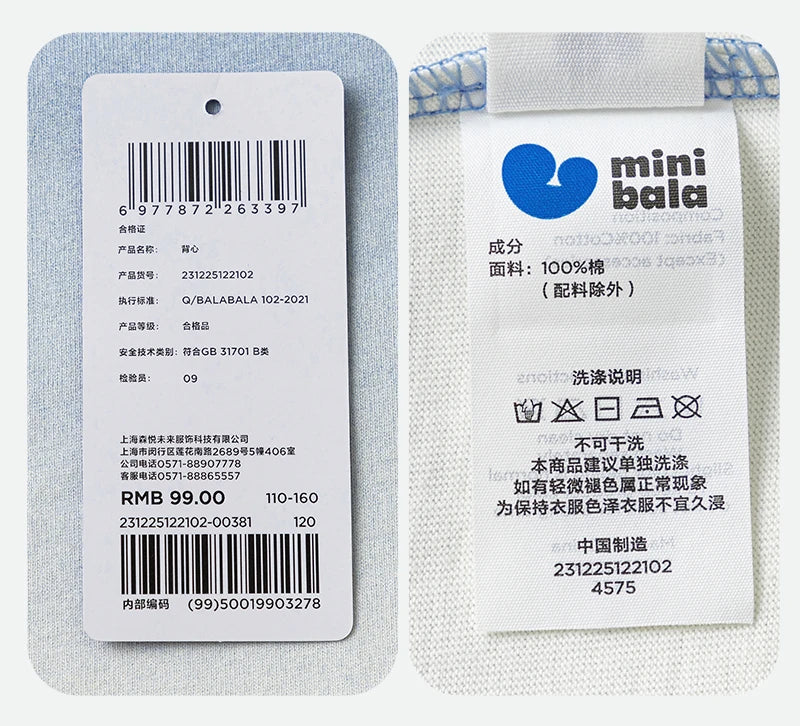 6 977872 263397
合格证
产品名称： 背心
产品货号： 231225122102
执行标准： Q/BALABALA 102-2021
产品等级： 合格品
安全技术类别：符合GB 31701 B类
检验员： 09
上海森悦未来服饰科技有限公司
上海市闵行区莲花南路2689号5幢406室
公司电话0571-88907778
客服电话0571-88865557
RMB 99.00 110-160
231225122102-00381 120
内部编码 (99)50019903278
mini
bala
成分
面料：100%棉
（配料除外）
洗涤说明
不可干洗
本商品建议单独洗涤
如有轻微褪色属正常现象
为保持衣服色泽衣服不宜久浸
中国制造
231225122102
4575